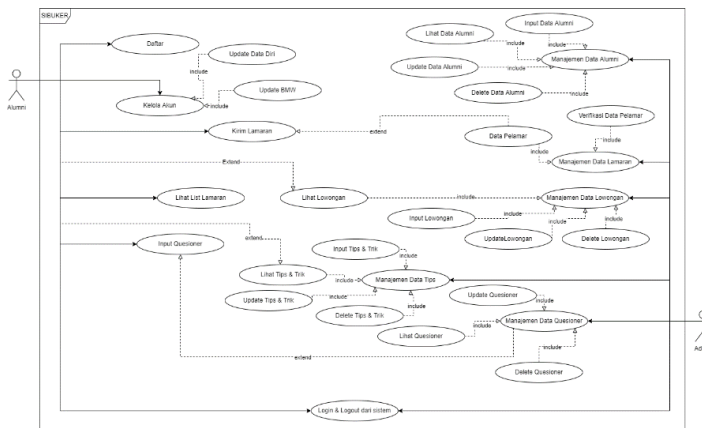 SIBUKER
Input Data Alumni
Lihat Data Alumni
include
Daftar
include
Update Data Diri
Manajemen Data Alumni
include
Update Data Alumni
include
include
Alumni
Update BMW
Delete Data Alumni
Kelola Akun
include
Verifikasi Data Pelamar
Kirim Lamaran
extend
Data Pelamar
include
include
Extend
Manajemen Data Lamaran
Lihat List Lamaran
Lihat Lowongan
include
Manajemen Data Lowongan
Input Lowongan
include
include
include
extend
UpdateLowongan
Delete Lowongan
Input Quesioner
Input Tips & Trik
include
Lihat Tips & Trik
include
Manajemen Data Tips
Update Tips & Trik
include
include
Update Quesioner
include
Delete Tips & Trik
Manajemen Data Quesioner
Lihat Quesioner
include
include
extend
Ad
Delete Quesioner
Login & Logout dari sistem